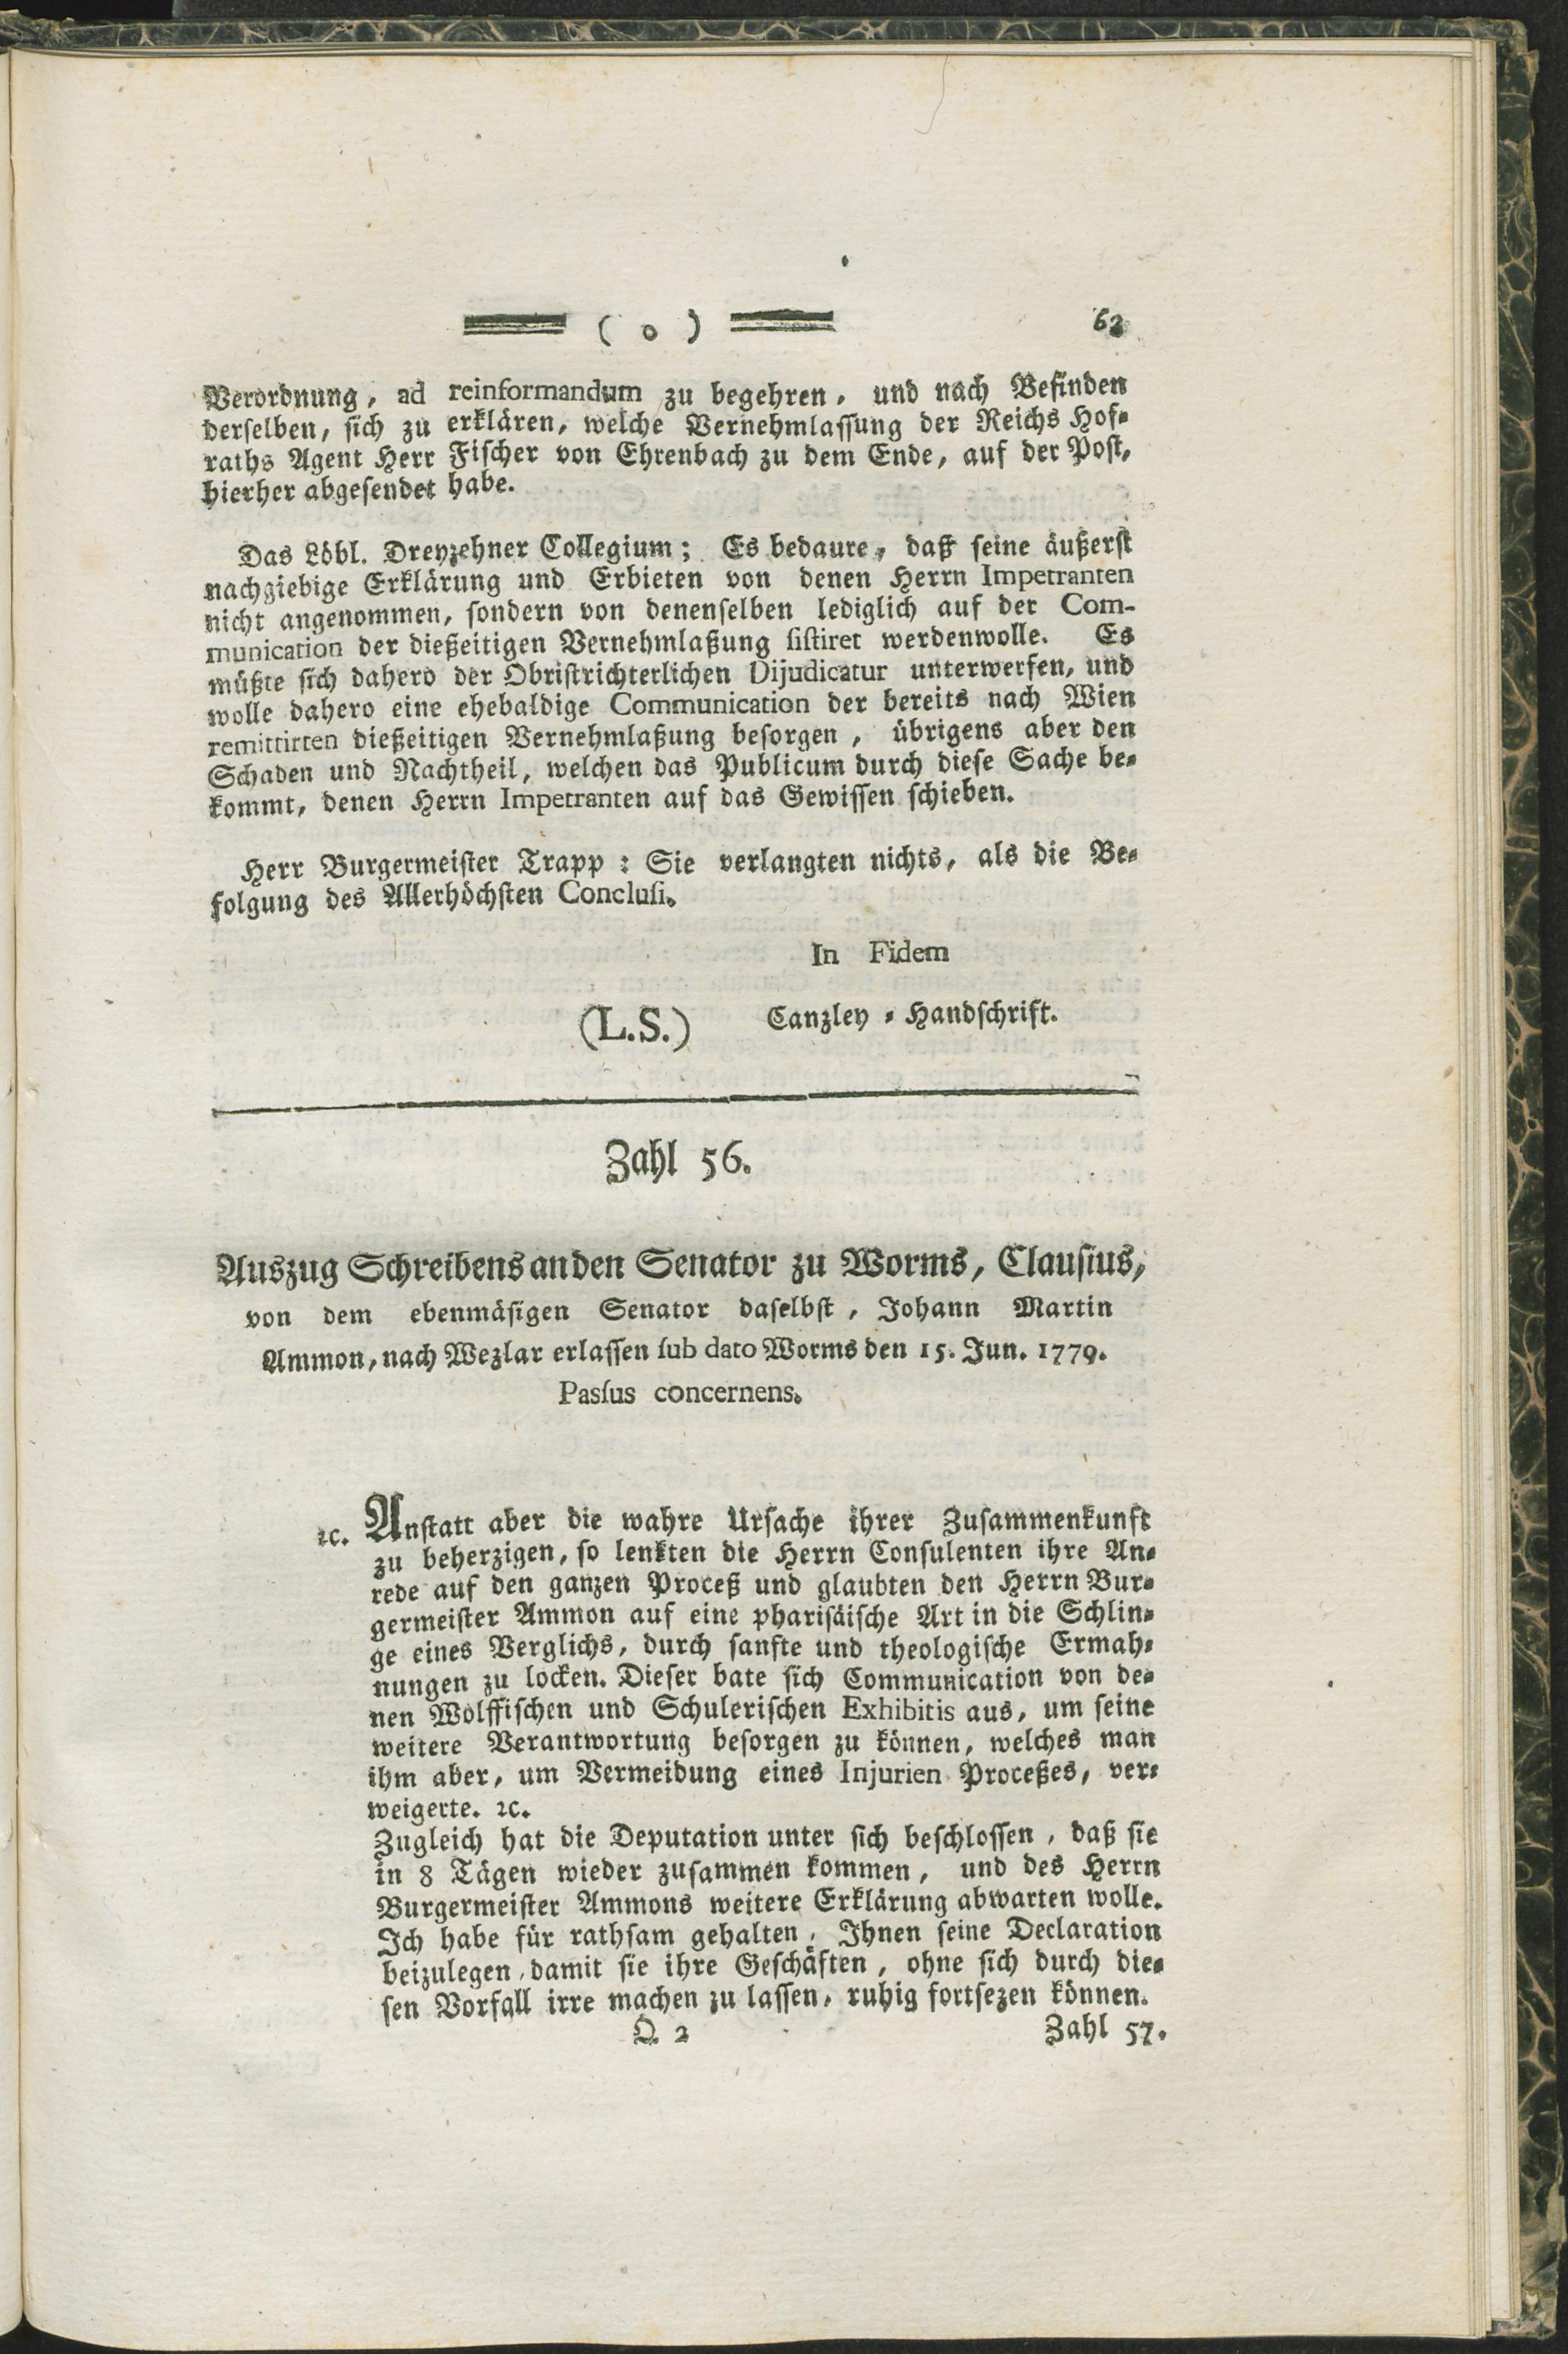 ( o ) 63
Verordnung, ad reinformandum zu begehren, und nach Befinden
derselben, sich zu erklären, welche Vernehmlassung der Reichs Hof-
raths Agent Herr Fischer von Ehrenbach zu dem Ende, auf der Post,
hierher abgesendet habe.
Das Löbl. Dreyzehner Collegium; Es bedaure, daß seine äußerst
nachgiebige Erklärung und Erbieten von denen Herrn Impetranten
nicht angenommen, sondern von denenselben lediglich auf der Com-
munication der dießeitigen Vernehmlaßung sistiret werdenwolle. Es
müßte sich dahero der Obristrichterlichen Dijudicatur unterwerfen, und
wolle dahero eine ehebaldige Communication der bereits nach Wien
remittirten dießeitigen Vernehmlaßung besorgen, übrigens aber den
Schaden und Nachtheil, welchen das Publicum durch diese Sache be-
kommt, denen Herrn Impetranten auf das Gewissen schieben.
Herr Burgermeister Trapp: Sie verlangten nichts, als die Be-
folgung des Allerhöchsten Conclusi.
In Fidem
(L.S.) Canzley-Handschrift.
Zahl 56.
Auszug Schreibens an den Senator zu Worms, Clausius,
von dem ebenmäsigen Senator daselbst, Johann Martin
Ammon, nach Wezlar erlassen sub dato Worms den 15. Jun. 1779.
Passus concernens.
ꝛc. Anstatt aber die wahre Ursache ihrer Zusammenkunft
zu beherzigen, so lenkten die Herrn Consulenten ihre An-
rede auf den ganzen Proceß und glaubten den Herrn Bur-
germeister Ammon auf eine pharisäische Art in die Schlin-
ge eines Verglichs, durch sanfte und theologische Ermah-
nungen zu locken. Dieser bate sich Communication von de-
nen Wolffischen und Schulerischen Exhibitis aus, um seine
weitere Verantwortung besorgen zu können, welches man
ihm aber, um Vermeidung eines Injurien Proceßes, ver-
weigerte. ꝛc.
Zugleich hat die Deputation unter sich beschlossen, daß sie
in 8 Tägen wieder zusammen kommen, und des Herrn
Burgermeister Ammons weitere Erklärung abwarten wolle.
Ich habe für rathsam gehalten, Ihnen seine Declaration
beizulegen, damit sie ihre Geschäften, ohne sich durch die-
sen Vorfall irre machen zu lassen, ruhig fortsezen können.
Q 2 Zahl 57.